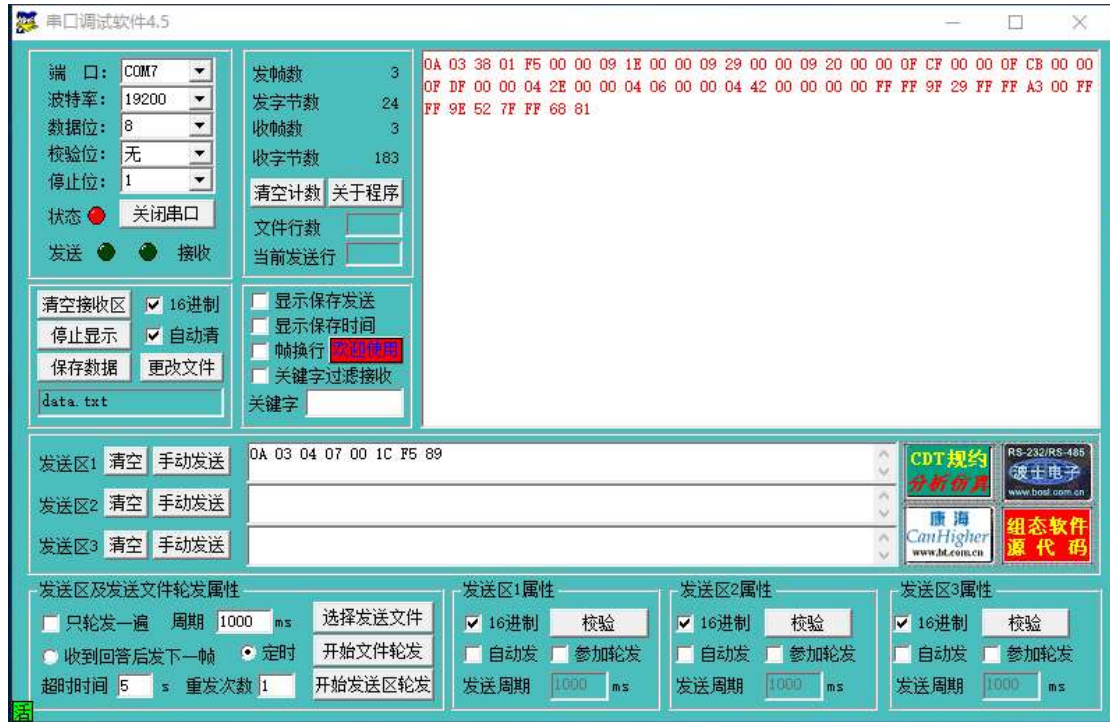 串口调试软件4.5
端 口: COM7
波特率: 19200
数据位: 8
校验位: 无
停止位: 1
状态 关闭串口
发送 接收
发帧数 3
发字节数 24
收帧数 3
收字节数 183
清空计数 关于程序
文件行数
当前发送行
0A 03 38 01 F5 00 00 09 1E 00 00 09 29 00 00 09 20 00 00 0F CF 00 00 0F CB 00 00
0F DF 00 00 04 2E 00 00 04 06 00 00 04 42 00 00 00 00 FF FF 9F 29 FF FF A3 00 FF
FF 9E 52 7F FF 68 81
清空接收区 16进制
停止显示 自动清
保存数据 更改文件
data.txt
显示保存发送
显示保存时间
帧换行 欢迎使用
关键字过滤接收
关键字
发送区1 清空 手动发送 0A 03 04 07 00 1C F5 89
发送区2 清空 手动发送
发送区3 清空 手动发送
CDT规约
分析仿真
RS-232/RS-485
波士电子
www.bosi.com.cn
康海
CanHigher
www.ht.com.cn
组态软件
源代码
发送区及发送文件轮发属性
只轮发一遍 周期 1000 ms 选择发送文件
收到回答后发下一帧 定时 开始文件轮发
超时时间 5 s 重发次数 1 开始发送区轮发
发送区1属性
16进制 校验
自动发 参加轮发
发送周期 1000 ms
发送区2属性
16进制 校验
自动发 参加轮发
发送周期 1000 ms
发送区3属性
16进制 校验
自动发 参加轮发
发送周期 1000 ms
活